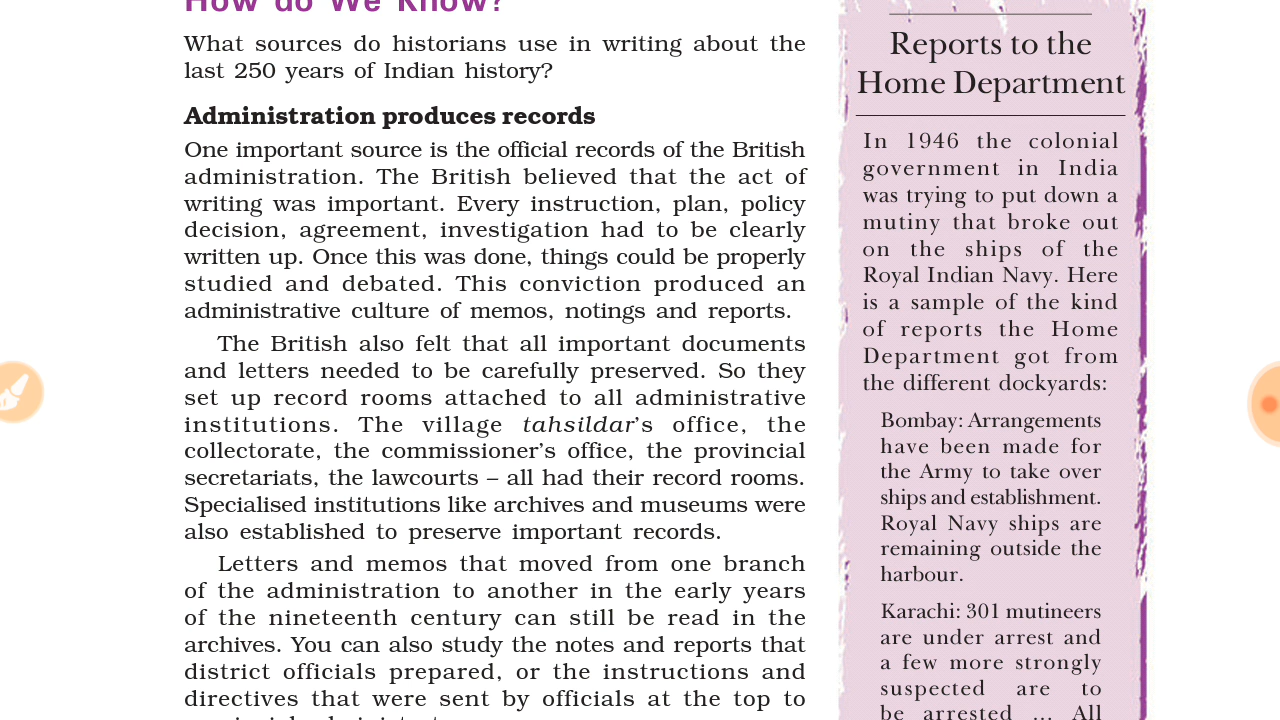 How do We Know?
What sources do historians use in writing about the
last 250 years of Indian history?
Administration produces records
One important source is the official records of the British
administration. The British believed that the act of
writing was important. Every instruction, plan, policy
decision, agreement, investigation had to be clearly
written up. Once this was done, things could be properly
studied and debated. This conviction produced an
administrative culture of memos, notings and reports.
The British also felt that all important documents
and letters needed to be carefully preserved. So they
set up record rooms attached to all administrative
institutions. The village tahsildar’s office, the
collectorate, the commissioner’s office, the provincial
secretariats, the lawcourts – all had their record rooms.
Specialised institutions like archives and museums were
also established to preserve important records.
Letters and memos that moved from one branch
of the administration to another in the early years
of the nineteenth century can still be read in the
archives. You can also study the notes and reports that
district officials prepared, or the instructions and
directives that were sent by officials at the top to
Reports to the
Home Department
In 1946 the colonial
government in India
was trying to put down a
mutiny that broke out
on the ships of the
Royal Indian Navy. Here
is a sample of the kind
of reports the Home
Department got from
the different dockyards:
Bombay: Arrangements
have been made for
the Army to take over
ships and establishment.
Royal Navy ships are
remaining outside the
harbour.
Karachi: 301 mutineers
are under arrest and
a few more strongly
suspected are to
be arrested ... All